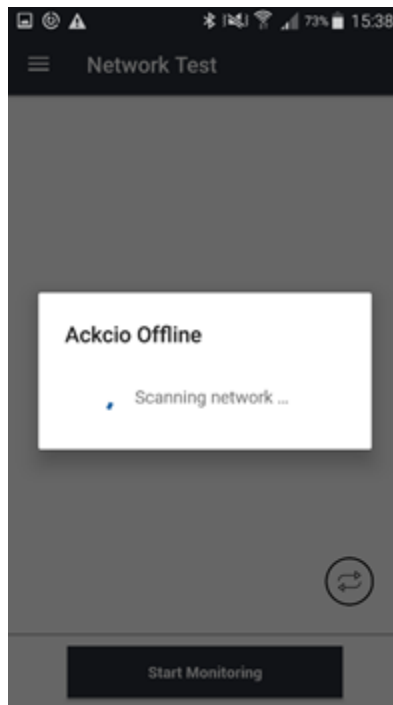 73% 15:38
Network Test
Ackcio Offline
Scanning network ...
Start Monitoring